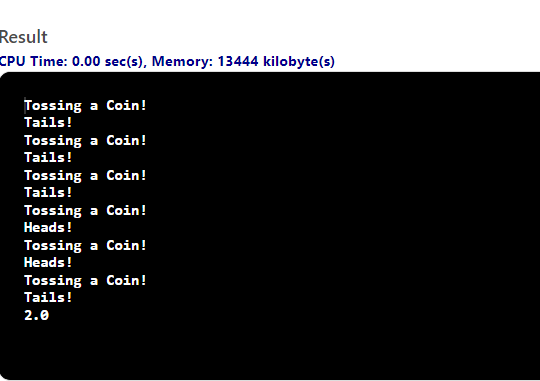 Result
CPU Time: 0.00 sec(s), Memory: 13444 kilobyte(s)
Tossing a Coin!
Tails!
Tossing a Coin!
Tails!
Tossing a Coin!
Tails!
Tossing a Coin!
Heads!
Tossing a Coin!
Heads!
Tossing a Coin!
Tails!
2.0